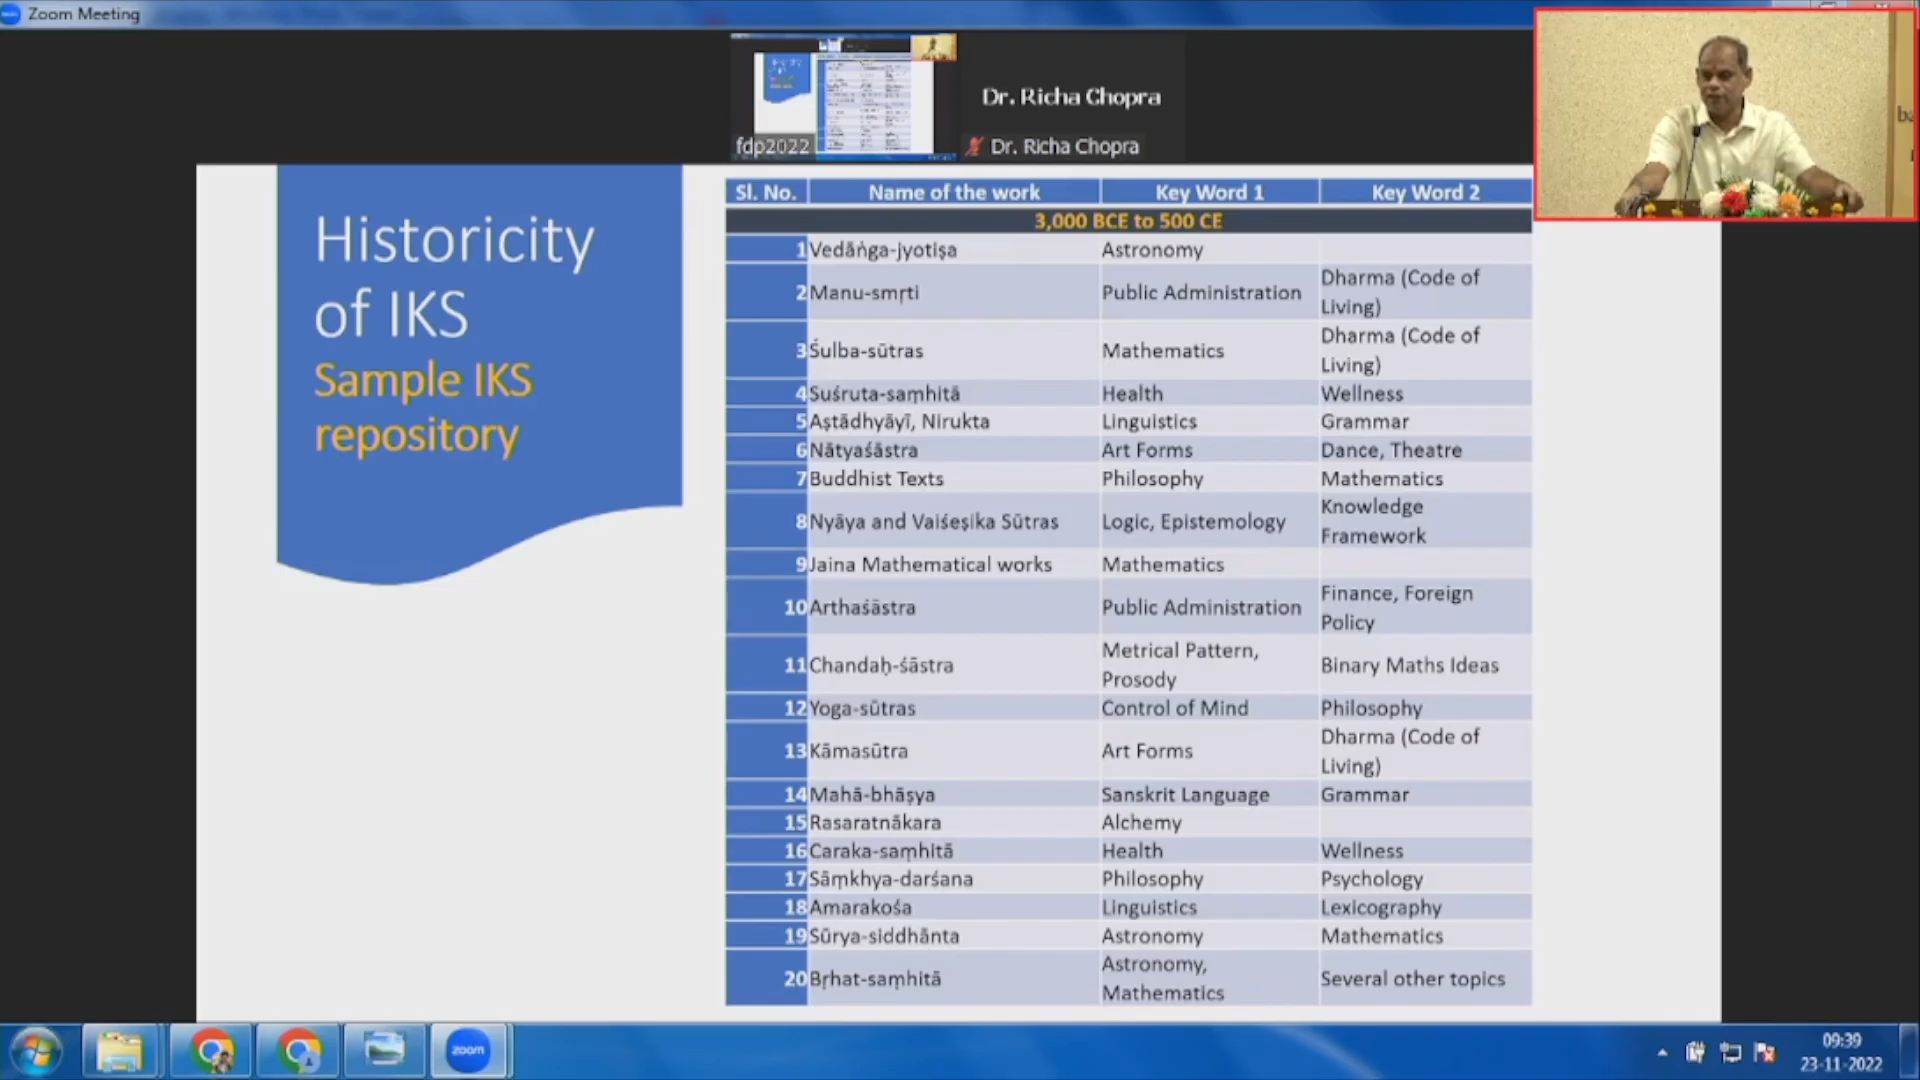 Zoom Meeting
fdp2022
Dr. Richa Chopra
Dr. Richa Chopra
Historicity
of IKS
Sample IKS
repository
Sl. No. Name of the work Key Word 1 Key Word 2
3,000 BCE to 500 CE
1 Vedāṅga-jyotiṣa Astronomy
2 Manu-smṛti Public Administration Dharma (Code of
Living)
3 Śulba-sūtras Mathematics Dharma (Code of
Living)
4 Suśruta-saṃhitā Health Wellness
5 Aṣtādhyāyī, Nirukta Linguistics Grammar
6 Nātyaśāstra Art Forms Dance, Theatre
7 Buddhist Texts Philosophy Mathematics
8 Nyāya and Vaiśeṣika Sūtras Logic, Epistemology Knowledge
Framework
9 Jaina Mathematical works Mathematics
10 Arthaśāstra Public Administration Finance, Foreign
Policy
11 Chandaḥ-śāstra Metrical Pattern,
Prosody Binary Maths Ideas
12 Yoga-sūtras Control of Mind Philosophy
13 Kāmasūtra Art Forms Dharma (Code of
Living)
14 Mahā-bhāṣya Sanskrit Language Grammar
15 Rasaratnākara Alchemy
16 Caraka-saṃhitā Health Wellness
17 Sāṃkhya-darśana Philosophy Psychology
18 Amarakośa Linguistics Lexicography
19 Sūrya-siddhānta Astronomy Mathematics
20 Bṛhat-saṃhitā Astronomy,
Mathematics Several other topics
zoom
09:39
23-11-2022